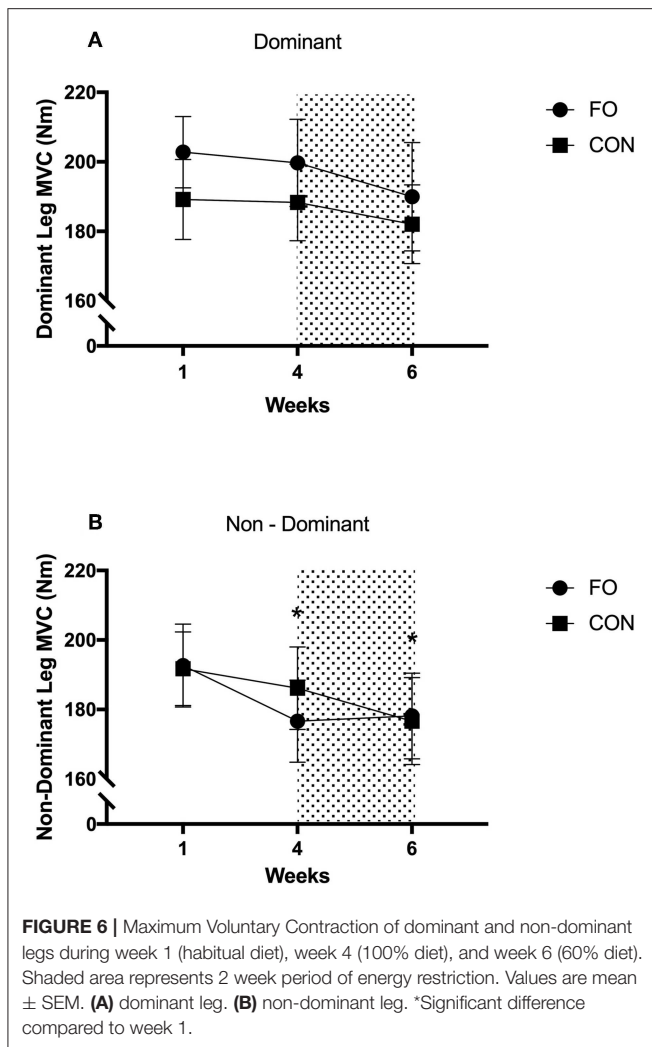 A
Dominant
220
200
180
160
0
Dominant Leg MVC (Nm)
1 4 6
Weeks
FO
CON
B
Non - Dominant
220
200
180
160
0
Non-Dominant Leg MVC (Nm)
* *
1 4 6
Weeks
FO
CON
FIGURE 6 | Maximum Voluntary Contraction of dominant and non-dominant
legs during week 1 (habitual diet), week 4 (100% diet), and week 6 (60% diet).
Shaded area represents 2 week period of energy restriction. Values are mean
± SEM. (A) dominant leg. (B) non-dominant leg. *Significant difference
compared to week 1.